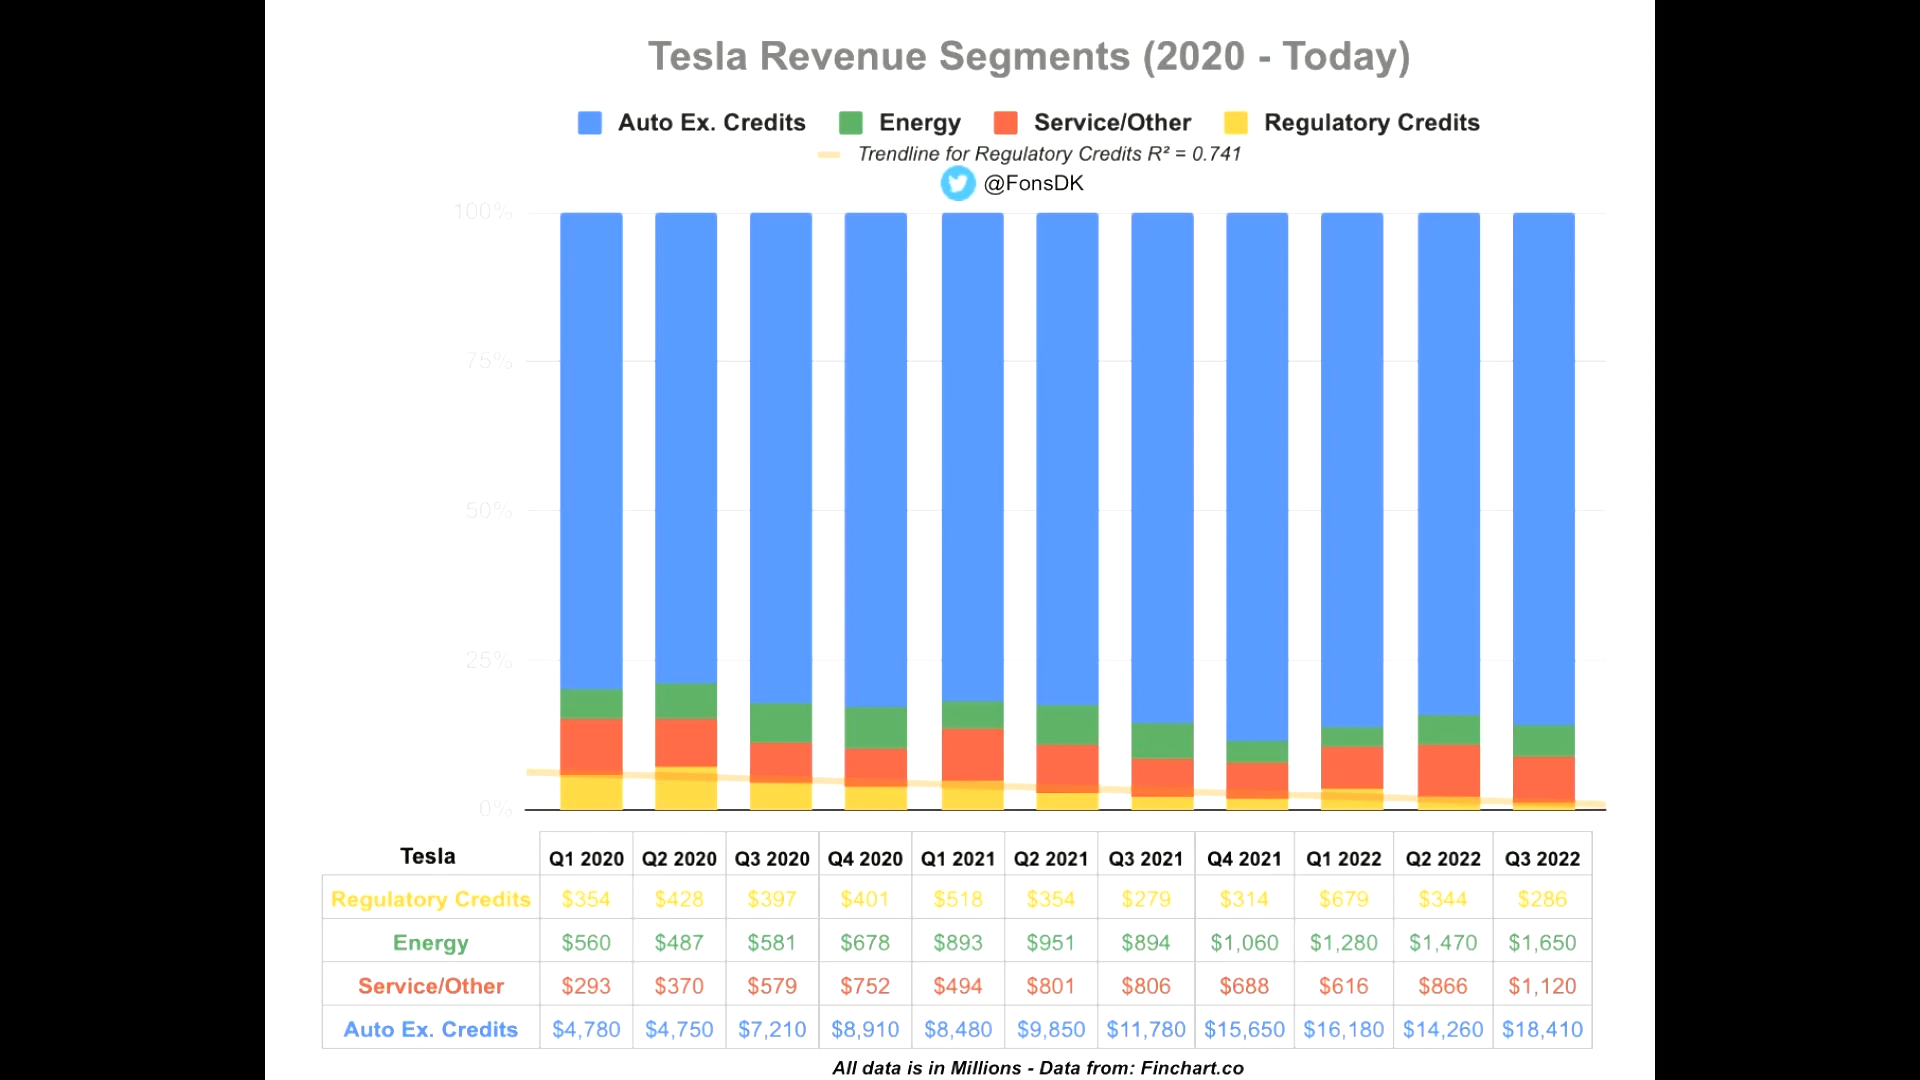 Tesla Revenue Segments (2020 - Today)
Auto Ex. Credits Energy Service/Other Regulatory Credits
Trendline for Regulatory Credits R² = 0.741
@FonsDK
100%
75%
50%
25%
0%
Tesla Q1 2020 Q2 2020 Q3 2020 Q4 2020 Q1 2021 Q2 2021 Q3 2021 Q4 2021 Q1 2022 Q2 2022 Q3 2022
Regulatory Credits $354 $428 $397 $401 $518 $354 $279 $314 $679 $344 $286
Energy $560 $487 $581 $678 $893 $951 $894 $1,060 $1,280 $1,470 $1,650
Service/Other $293 $370 $579 $752 $494 $801 $806 $688 $616 $866 $1,120
Auto Ex. Credits $4,780 $4,750 $7,210 $8,910 $8,480 $9,850 $11,780 $15,650 $16,180 $14,260 $18,410
All data is in Millions - Data from: Finchart.co